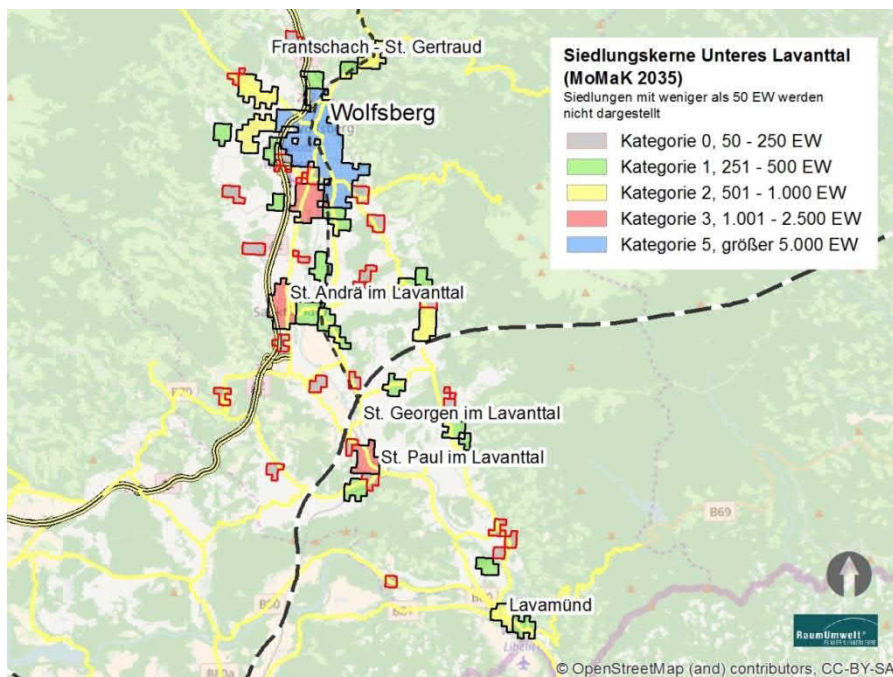 Frantschach - St. Gertraud
Wolfsberg
St. Andrä im Lavanttal
St. Georgen im Lavanttal
St. Paul im Lavanttal
Lavamünd
B70
B69
B80
B81
Siedlungskerne Unteres Lavanttal
(MoMaK 2035)
Siedlungen mit weniger als 50 EW werden
nicht dargestellt
Kategorie 0, 50 - 250 EW
Kategorie 1, 251 - 500 EW
Kategorie 2, 501 - 1.000 EW
Kategorie 3, 1.001 - 2.500 EW
Kategorie 5, größer 5.000 EW
RaumUmwelt®
© OpenStreetMap (and) contributors, CC-BY-SA